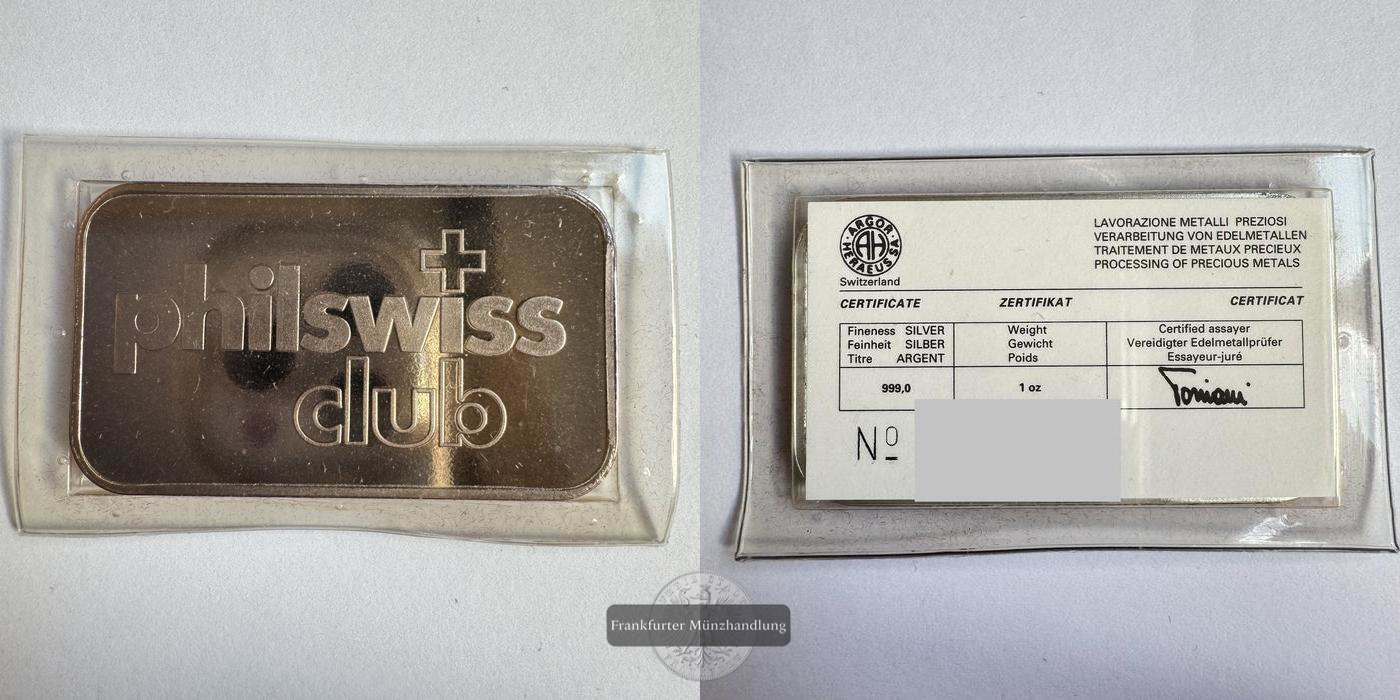 philswiss
club
ARGOR
HERAEUS SA
AH
Switzerland
LAVORAZIONE METALLI PREZIOSI
VERARBEITUNG VON EDELMETALLEN
TRAITEMENT DE METAUX PRECIEUX
PROCESSING OF PRECIOUS METALS
CERTIFICATE ZERTIFIKAT CERTIFICAT
Fineness SILVER
Feinheit SILBER
Titre ARGENT
Weight
Gewicht
Poids
Certified assayer
Vereidigter Edelmetallprüfer
Essayeur-juré
999,0 1 oz
Nº
Frankfurter Münzhandlung